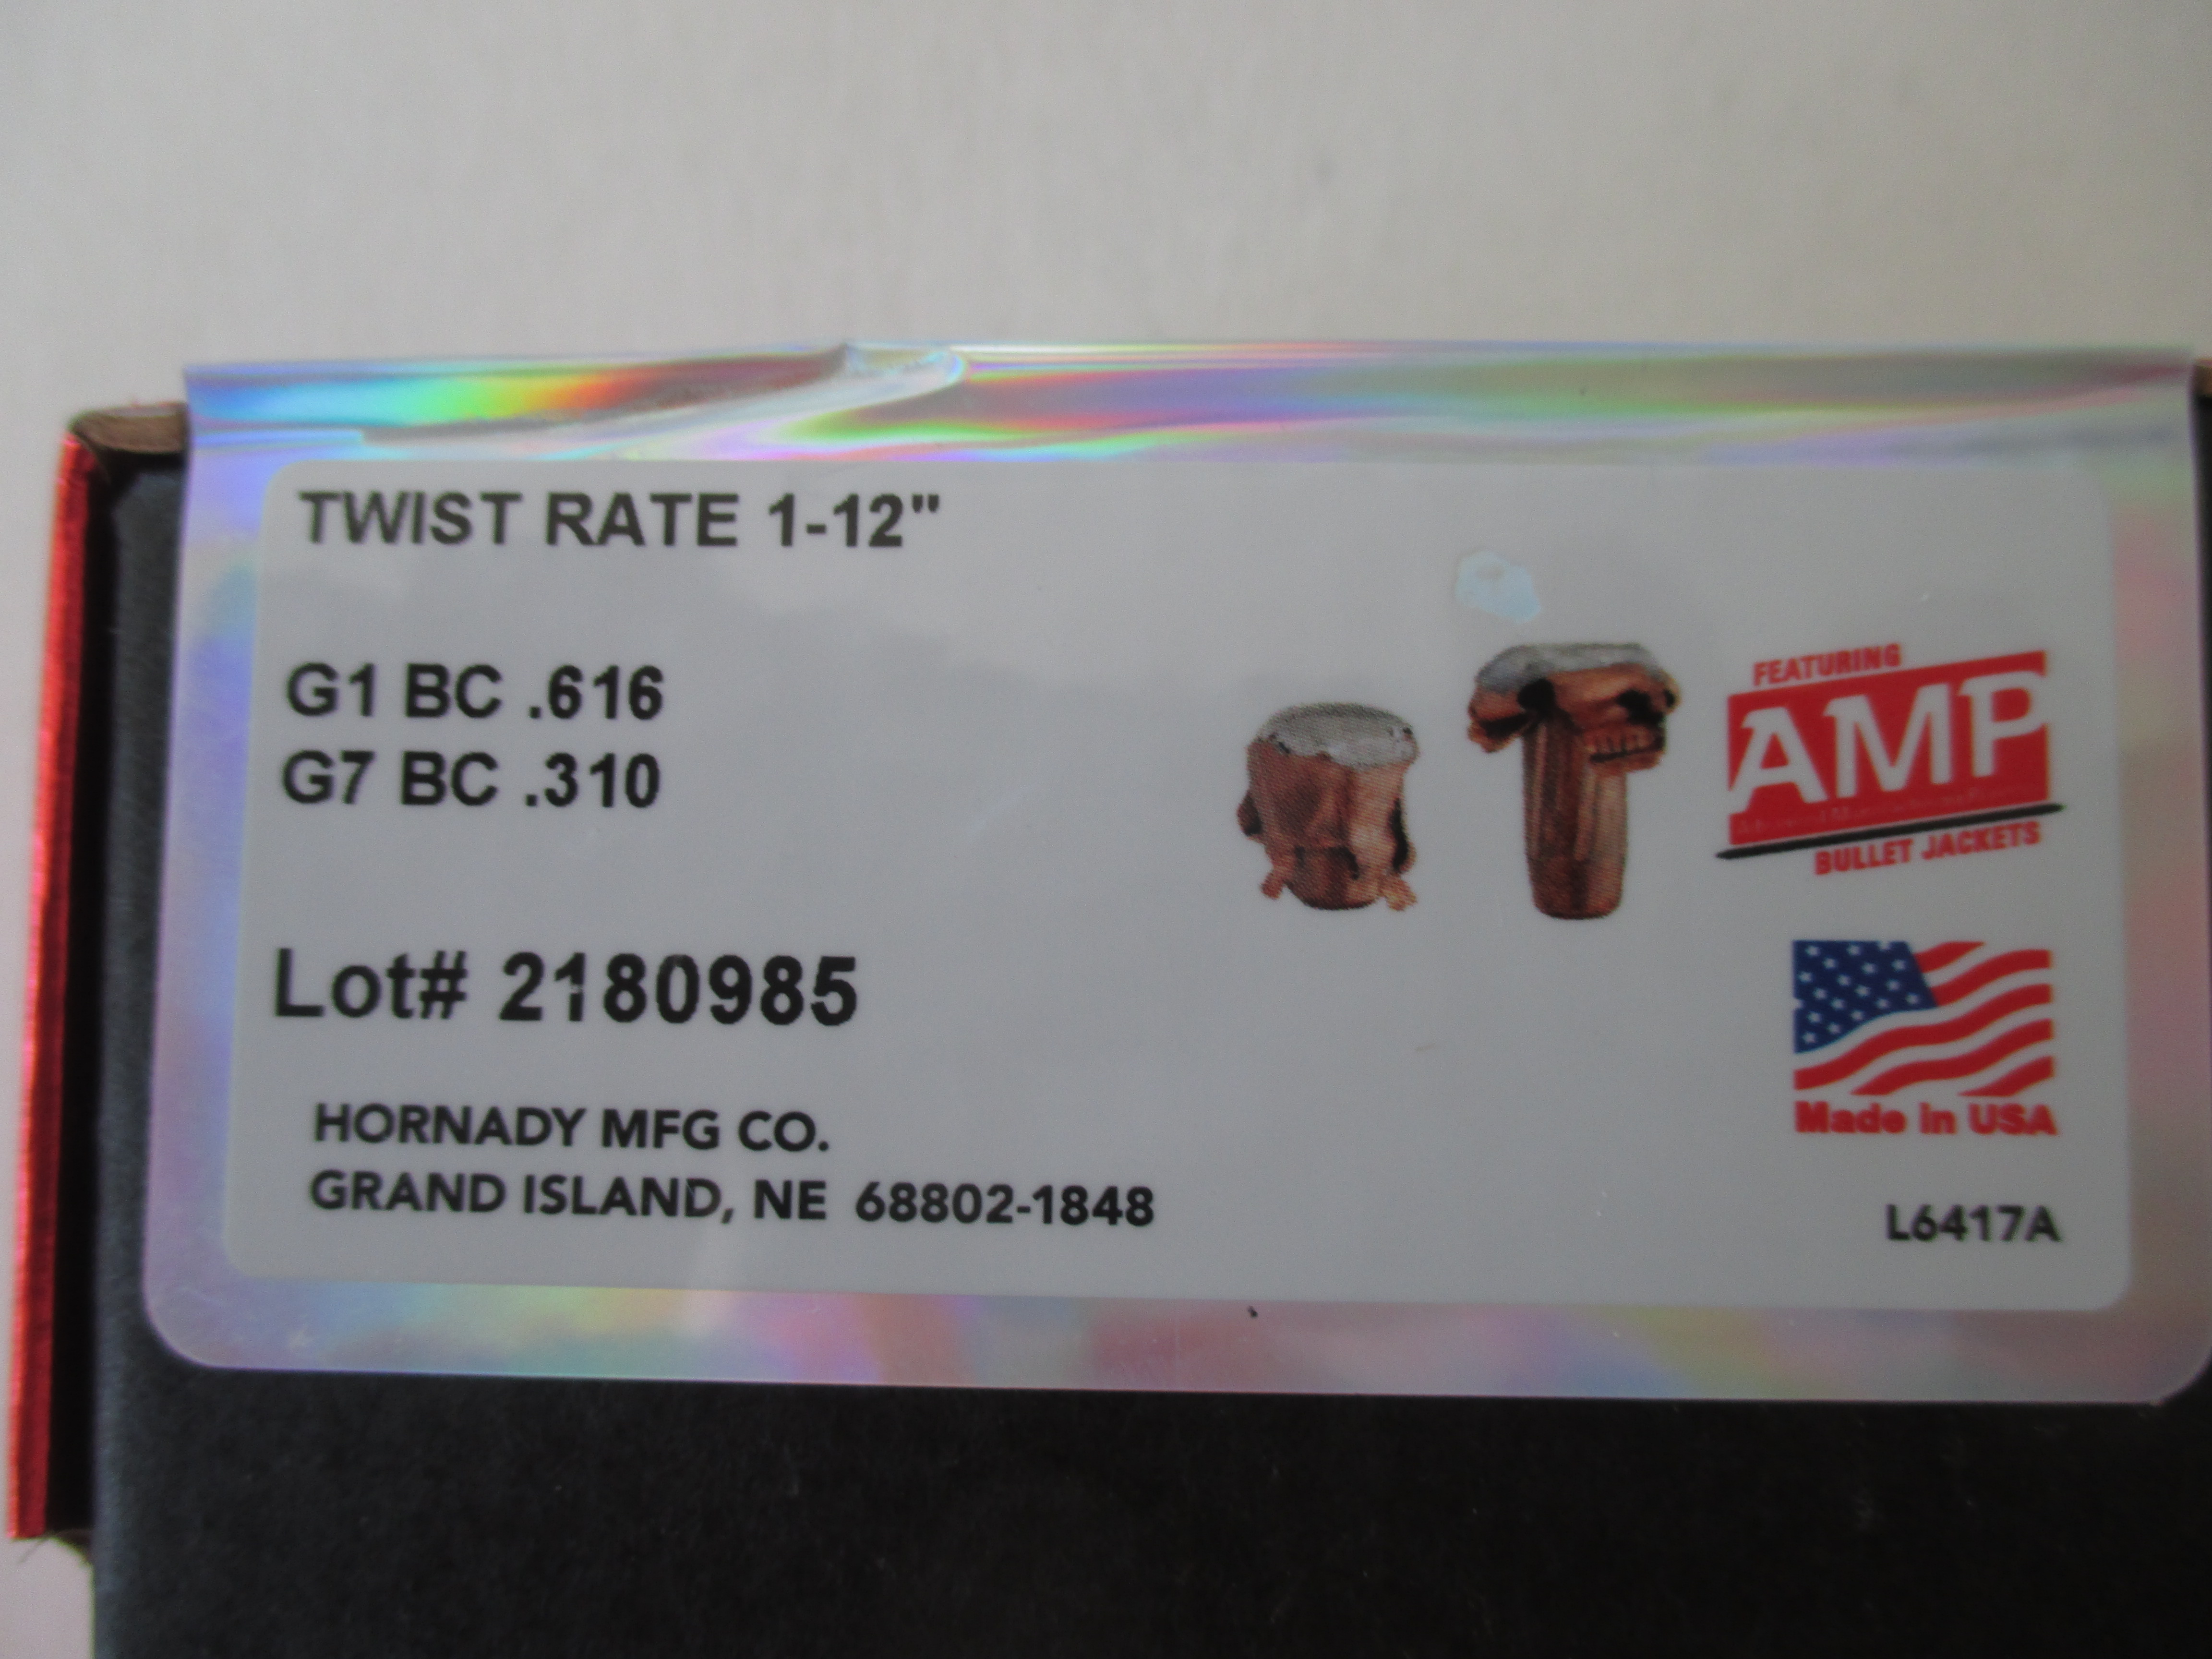 TWIST RATE 1-12"
G1 BC .616
G7 BC .310
FEATURING
AMP
BULLET JACKETS
Lot# 2180985
Made in USA
HORNADY MFG CO.
GRAND ISLAND, NE 68802-1848
L6417A